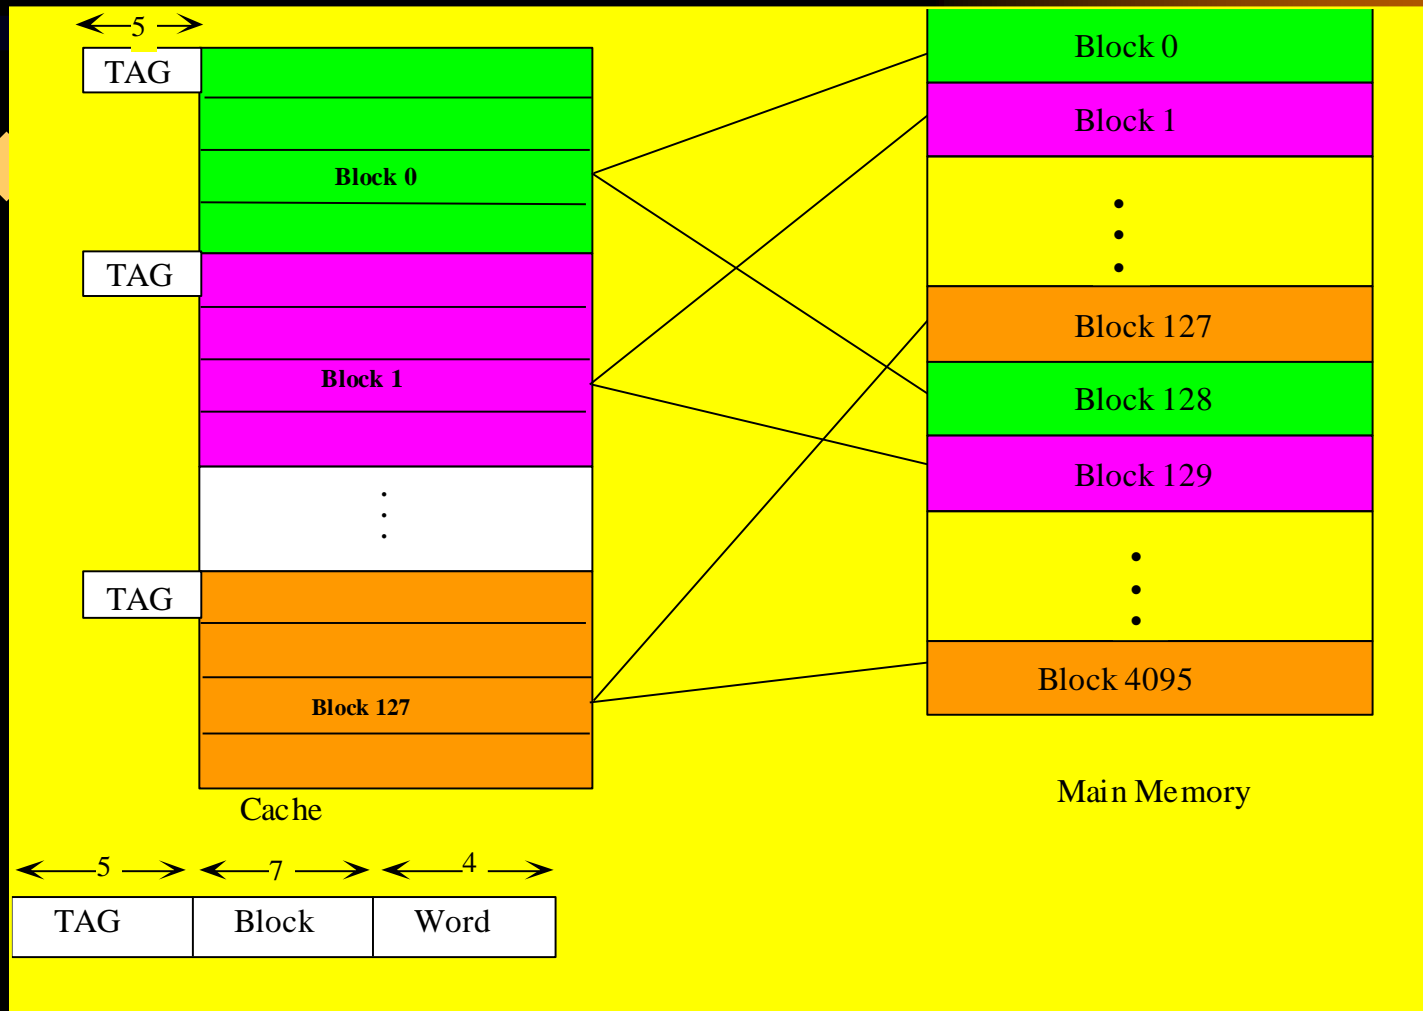 5
TAG
Block 0
TAG
Block 1
TAG
Block 127
Cache
Block 0
Block 1
Block 127
Block 128
Block 129
Block 4095
Main Memory
5 7 4
TAG Block Word